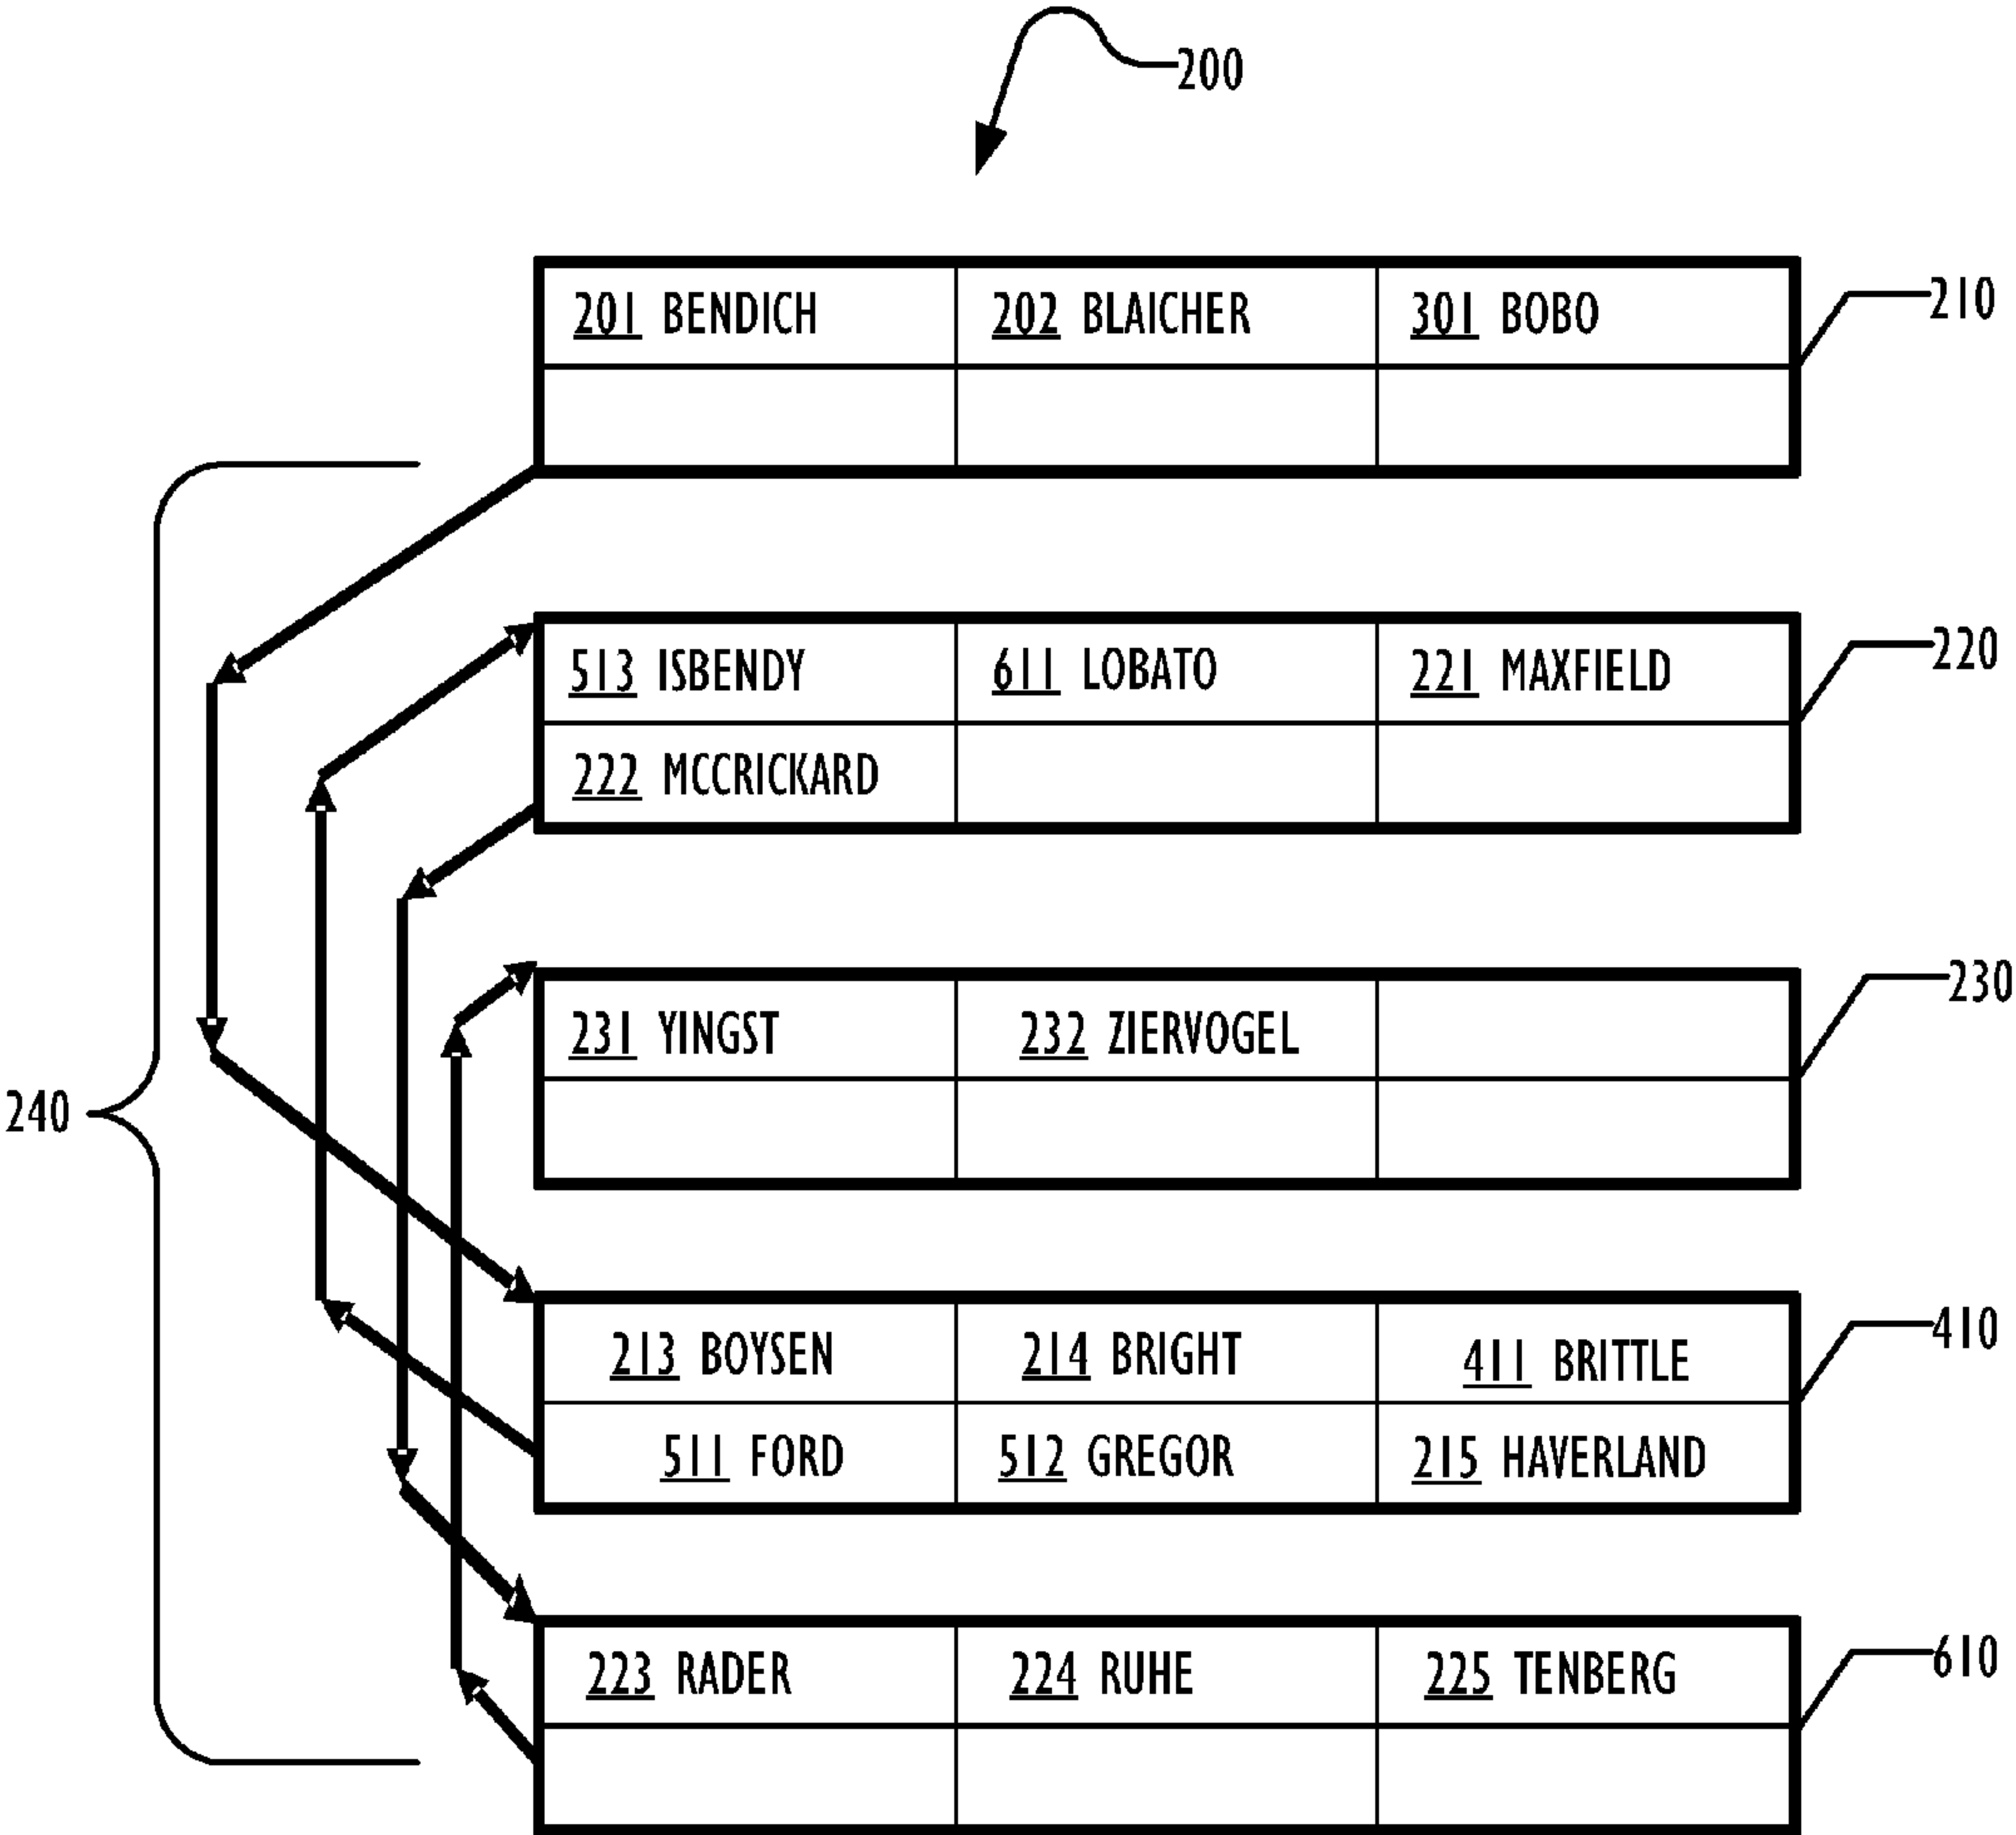 200
201 BENDICH 202 BLAICHER 301 BOBO
210
513 ISBENDY 611 LOBATO 221 MAXFIELD
220
222 MCCRICKARD
231 YINGST 232 ZIERVOGEL
230
240
213 BOYSEN 214 BRIGHT 411 BRITTLE
410
511 FORD 512 GREGOR 215 HAVERLAND
223 RADER 224 RUHE 225 TENBERG
610